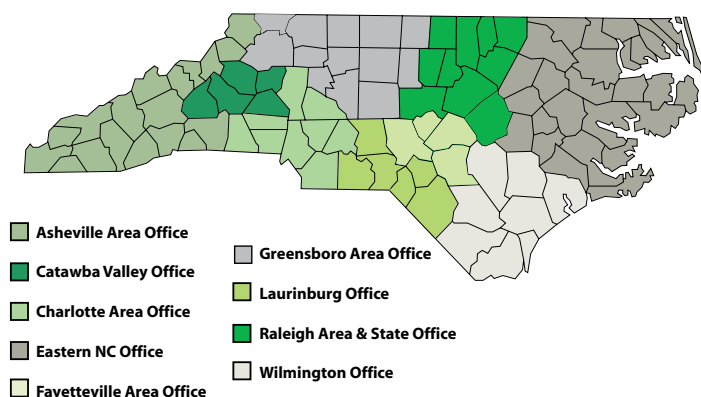 Asheville Area Office
Catawba Valley Office
Charlotte Area Office
Eastern NC Office
Fayetteville Area Office
Greensboro Area Office
Laurinburg Office
Raleigh Area & State Office
Wilmington Office